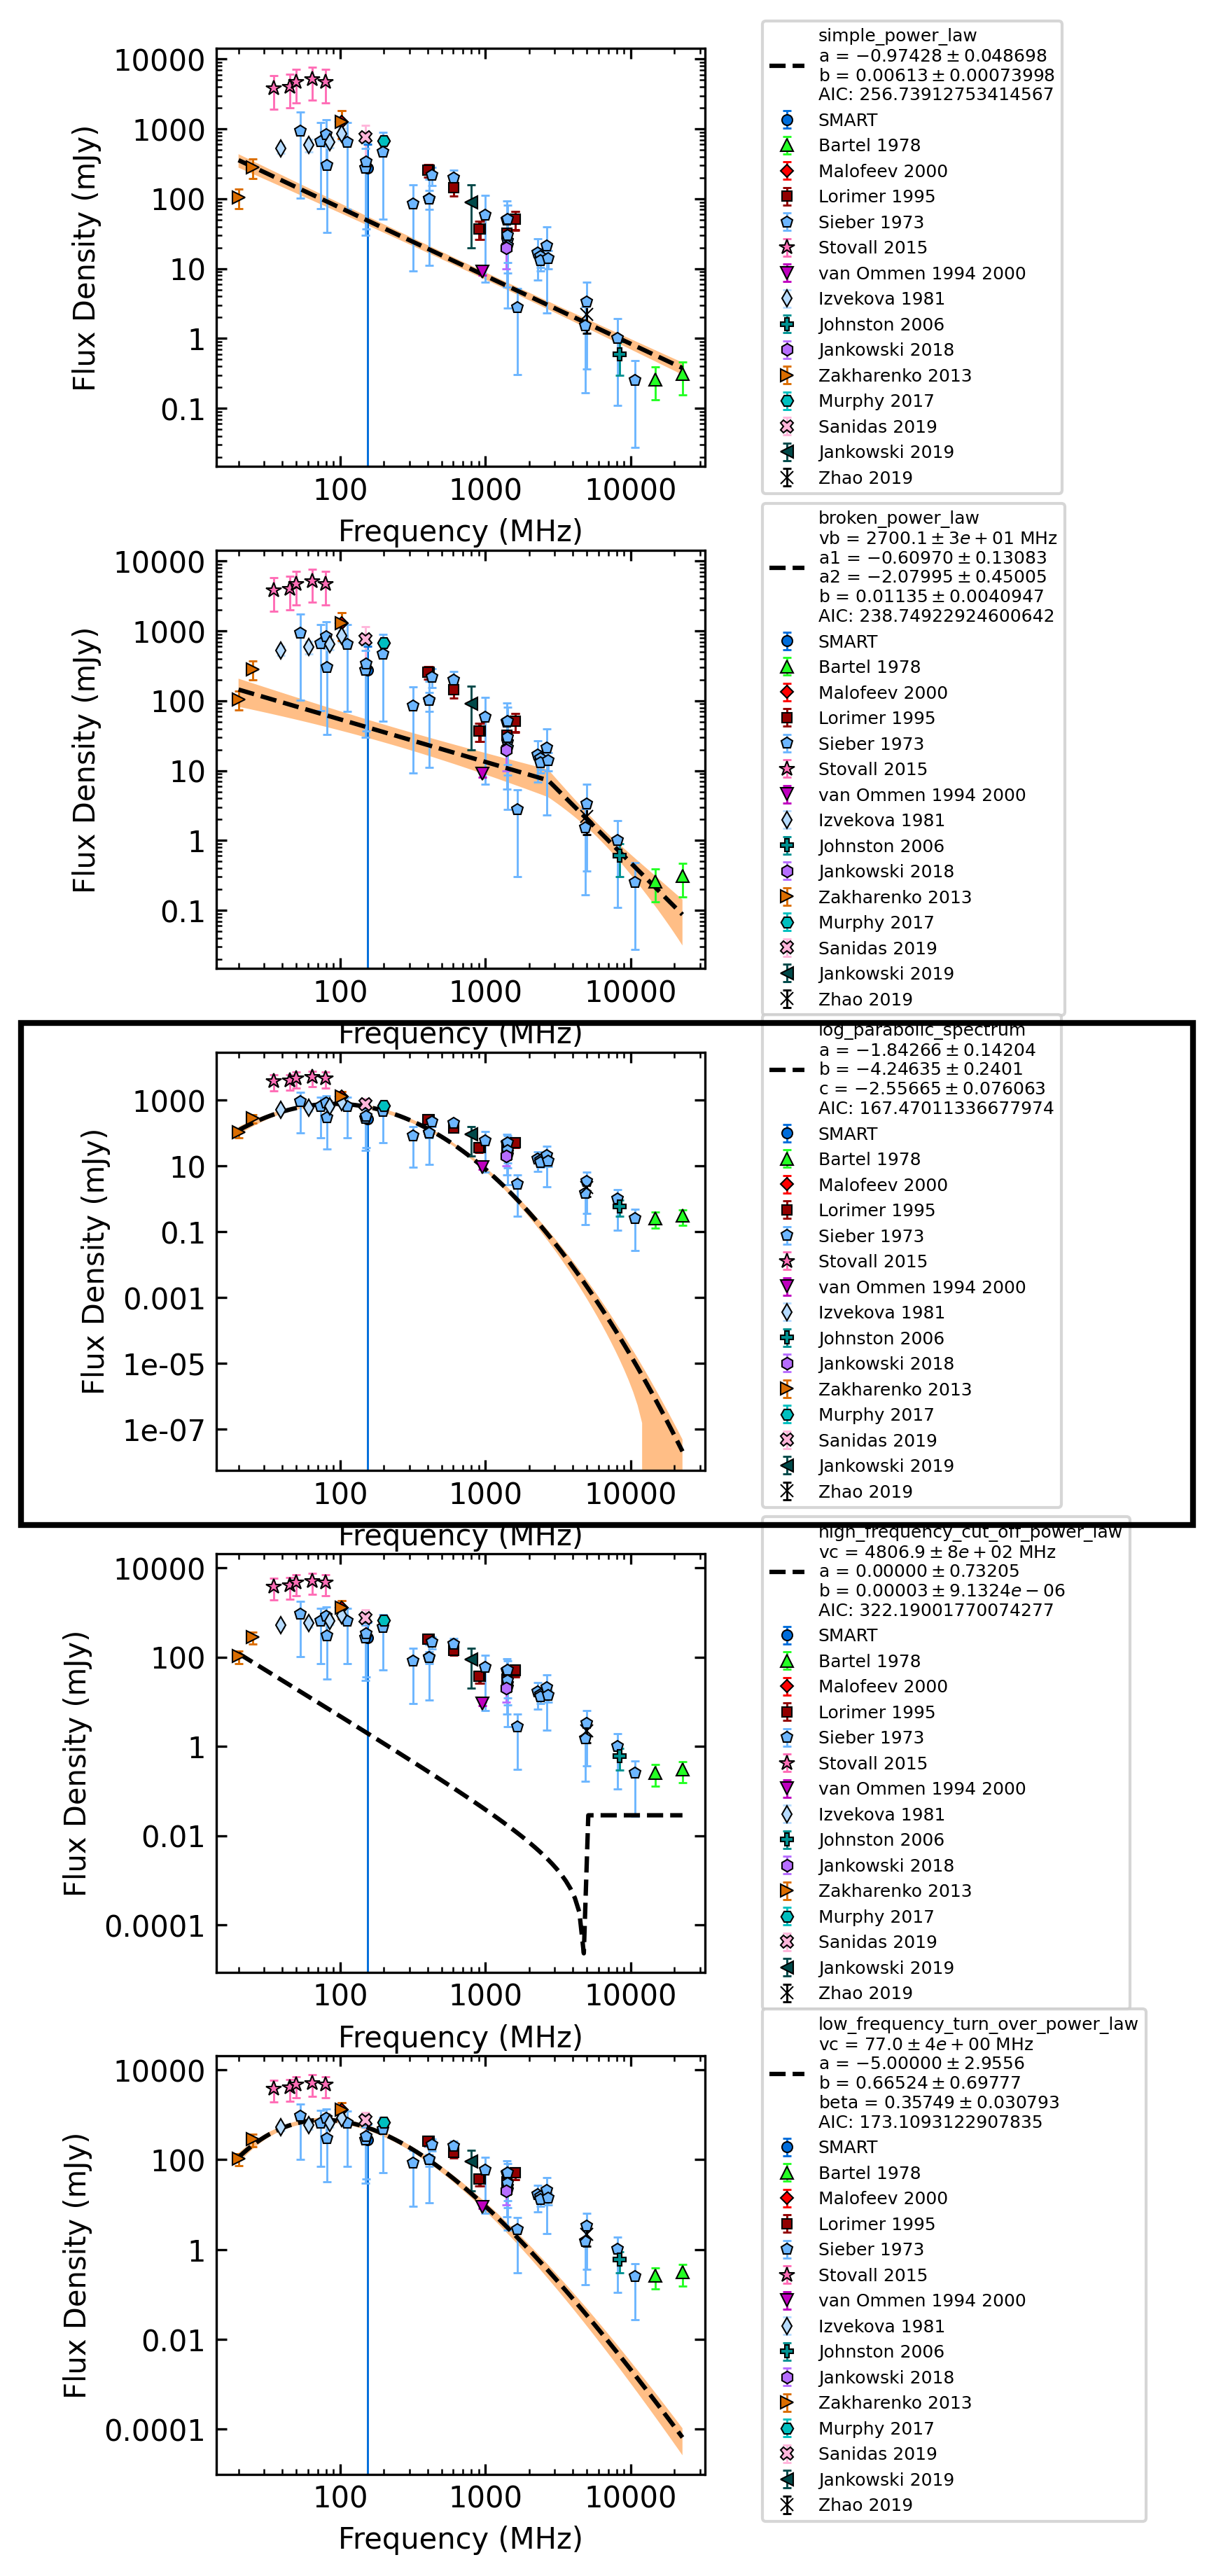 10000
1000
100
10
1
0.1
Flux Density (mJy)
100 1000 10000
Frequency (MHz)
simple_power_law
a = −0.97428 ± 0.048698
b = 0.00613 ± 0.00073998
AIC: 256.73912753414567
SMART
Bartel 1978
Malofeev 2000
Lorimer 1995
Sieber 1973
Stovall 2015
van Ommen 1994 2000
Izvekova 1981
Johnston 2006
Jankowski 2018
Zakharenko 2013
Murphy 2017
Sanidas 2019
Jankowski 2019
Zhao 2019
10000
1000
100
10
1
0.1
Flux Density (mJy)
100 1000 10000
Frequency (MHz)
broken_power_law
vb = 2700.1 ± 3e + 01 MHz
a1 = −0.60970 ± 0.13083
a2 = −2.07995 ± 0.45005
b = 0.01135 ± 0.0040947
AIC: 238.74922924600642
SMART
Bartel 1978
Malofeev 2000
Lorimer 1995
Sieber 1973
Stovall 2015
van Ommen 1994 2000
Izvekova 1981
Johnston 2006
Jankowski 2018
Zakharenko 2013
Murphy 2017
Sanidas 2019
Jankowski 2019
Zhao 2019
1000
10
0.1
0.001
1e-05
1e-07
Flux Density (mJy)
100 1000 10000
Frequency (MHz)
log_parabolic_spectrum
a = −1.84266 ± 0.14204
b = −4.24635 ± 0.2401
c = −2.55665 ± 0.076063
AIC: 167.47011336677974
SMART
Bartel 1978
Malofeev 2000
Lorimer 1995
Sieber 1973
Stovall 2015
van Ommen 1994 2000
Izvekova 1981
Johnston 2006
Jankowski 2018
Zakharenko 2013
Murphy 2017
Sanidas 2019
Jankowski 2019
Zhao 2019
10000
100
1
0.01
0.0001
Flux Density (mJy)
100 1000 10000
Frequency (MHz)
high_frequency_cut_off_power_law
vc = 4806.9 ± 8e + 02 MHz
a = 0.00000 ± 0.73205
b = 0.00003 ± 9.1324e − 06
AIC: 322.19001770074277
SMART
Bartel 1978
Malofeev 2000
Lorimer 1995
Sieber 1973
Stovall 2015
van Ommen 1994 2000
Izvekova 1981
Johnston 2006
Jankowski 2018
Zakharenko 2013
Murphy 2017
Sanidas 2019
Jankowski 2019
Zhao 2019
10000
100
1
0.01
0.0001
Flux Density (mJy)
100 1000 10000
Frequency (MHz)
low_frequency_turn_over_power_law
vc = 77.0 ± 4e + 00 MHz
a = −5.00000 ± 2.9556
b = 0.66524 ± 0.69777
beta = 0.35749 ± 0.030793
AIC: 173.1093122907835
SMART
Bartel 1978
Malofeev 2000
Lorimer 1995
Sieber 1973
Stovall 2015
van Ommen 1994 2000
Izvekova 1981
Johnston 2006
Jankowski 2018
Zakharenko 2013
Murphy 2017
Sanidas 2019
Jankowski 2019
Zhao 2019